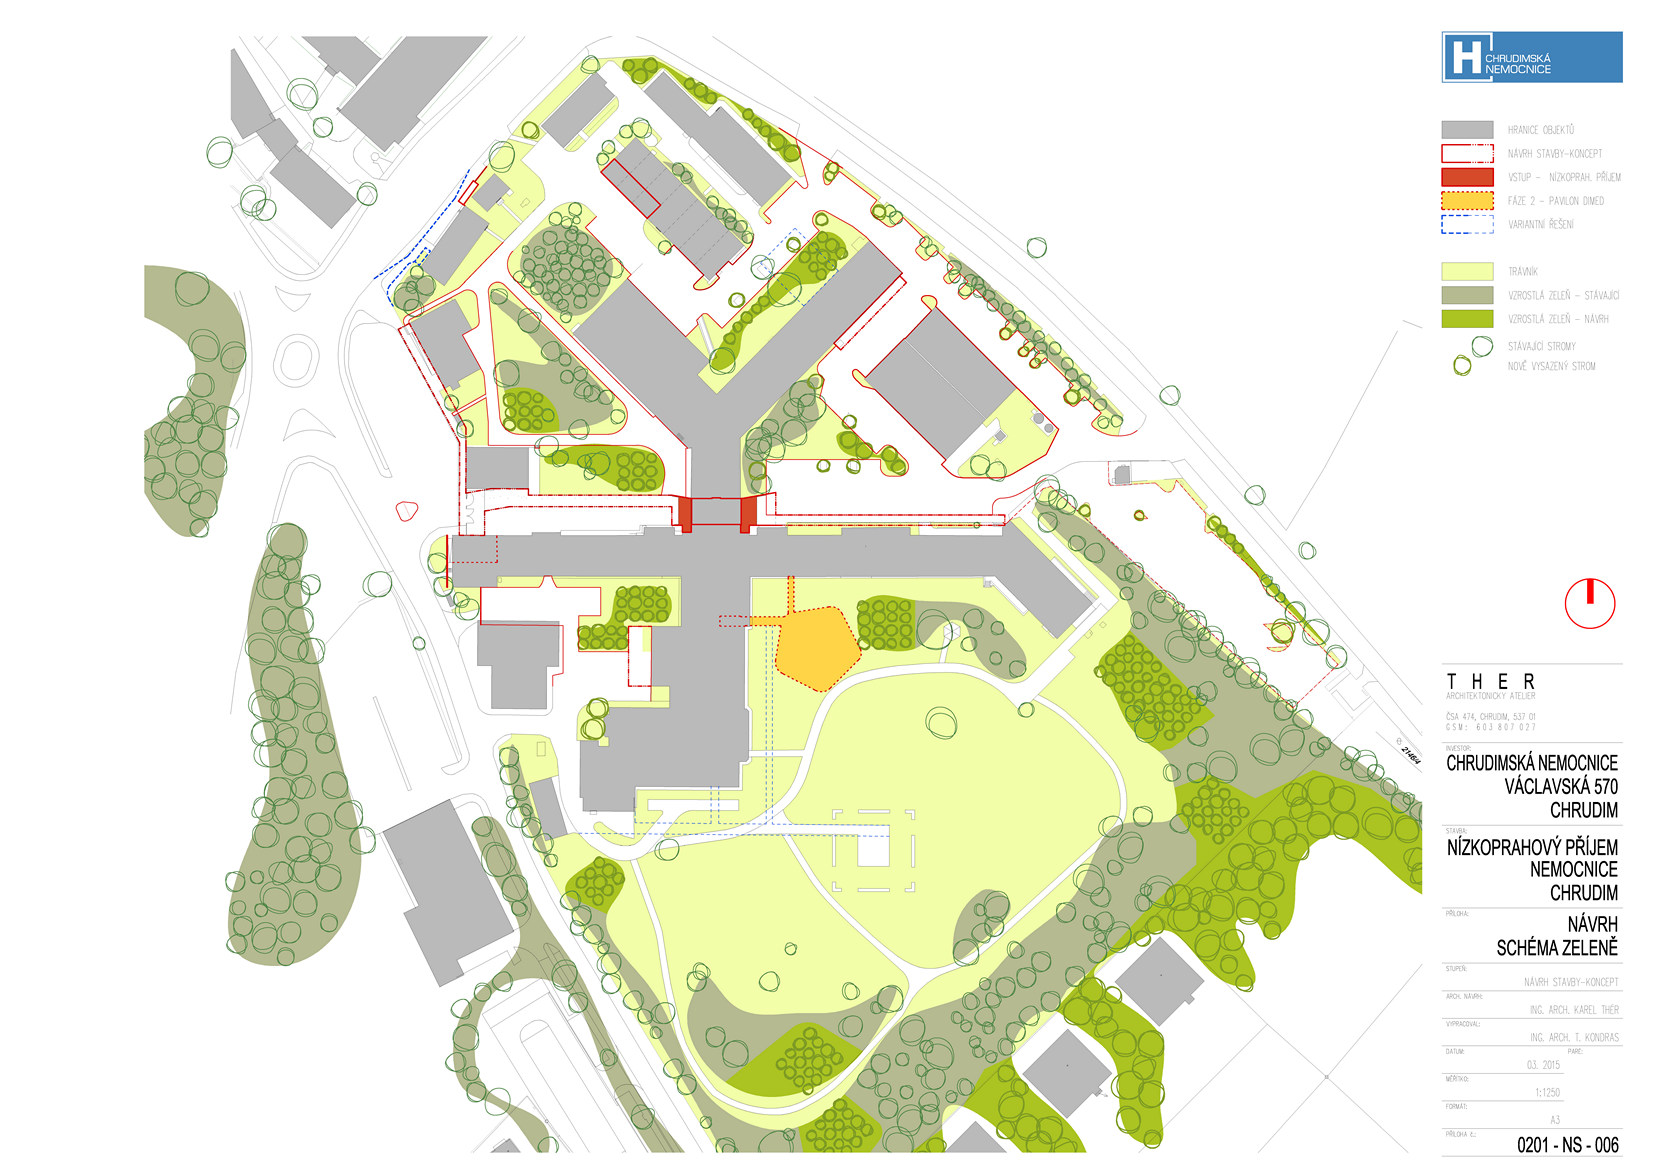 H CHRUDIMSKÁ
NEMOCNICE
HRANICE OBJEKTŮ
NÁVRH STAVBY-KONCEPT
VSTUP - NÍZKOPRAH. PŘÍJEM
FÁZE 2 - PAVILON DIMED
VARIANTNÍ ŘEŠENÍ
TRÁVNÍK
VZROSTLÁ ZELEŇ - STÁVAJÍCÍ
VZROSTLÁ ZELEŇ - NÁVRH
STÁVAJÍCÍ STROMY
NOVĚ VYSAZENÝ STROM
2146/4
THER
ARCHITEKTONICKÝ ATELIER
ČSA 474, CHRUDIM, 537 01
GSM: 603 807 027
INVESTOR:
CHRUDIMSKÁ NEMOCNICE
VÁCLAVSKÁ 570
CHRUDIM
STAVBA:
NÍZKOPRAHOVÝ PŘÍJEM
NEMOCNICE
CHRUDIM
PŘÍLOHA:
NÁVRH
SCHÉMA ZELENĚ
STUPEŇ:
NÁVRH STAVBY-KONCEPT
ARCH. NÁVRH:
ING. ARCH. KAREL THÉR
VYPRACOVAL:
ING. ARCH. T. KONDRAS
DATUM: PARÉ:
03. 2015
MĚŘÍTKO:
1:1250
FORMÁT:
A3
PŘÍLOHA č.:
0201 - NS - 006